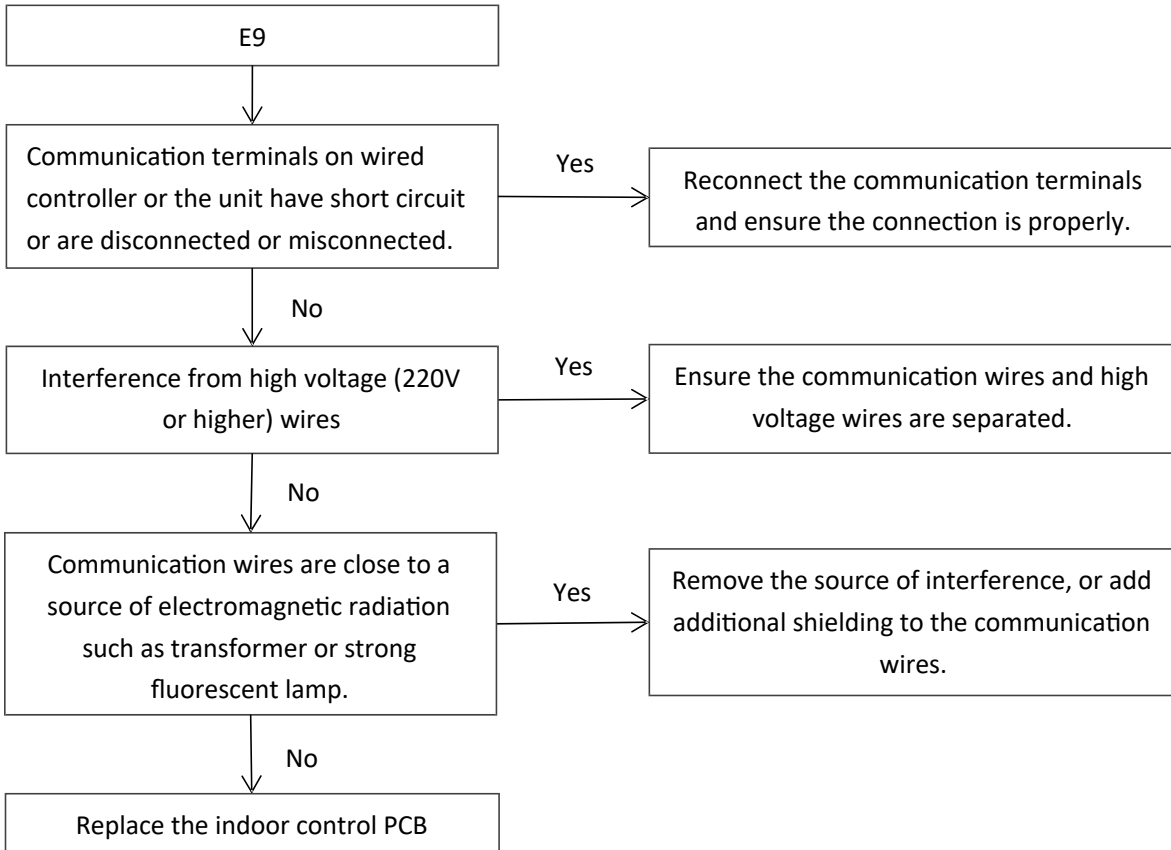 E9
Communication terminals on wired
controller or the unit have short circuit
or are disconnected or misconnected.
Yes
Reconnect the communication terminals
and ensure the connection is properly.
No
Interference from high voltage (220V
or higher) wires
Yes
Ensure the communication wires and high
voltage wires are separated.
No
Communication wires are close to a
source of electromagnetic radiation
such as transformer or strong
fluorescent lamp.
Yes
Remove the source of interference, or add
additional shielding to the communication
wires.
No
Replace the indoor control PCB